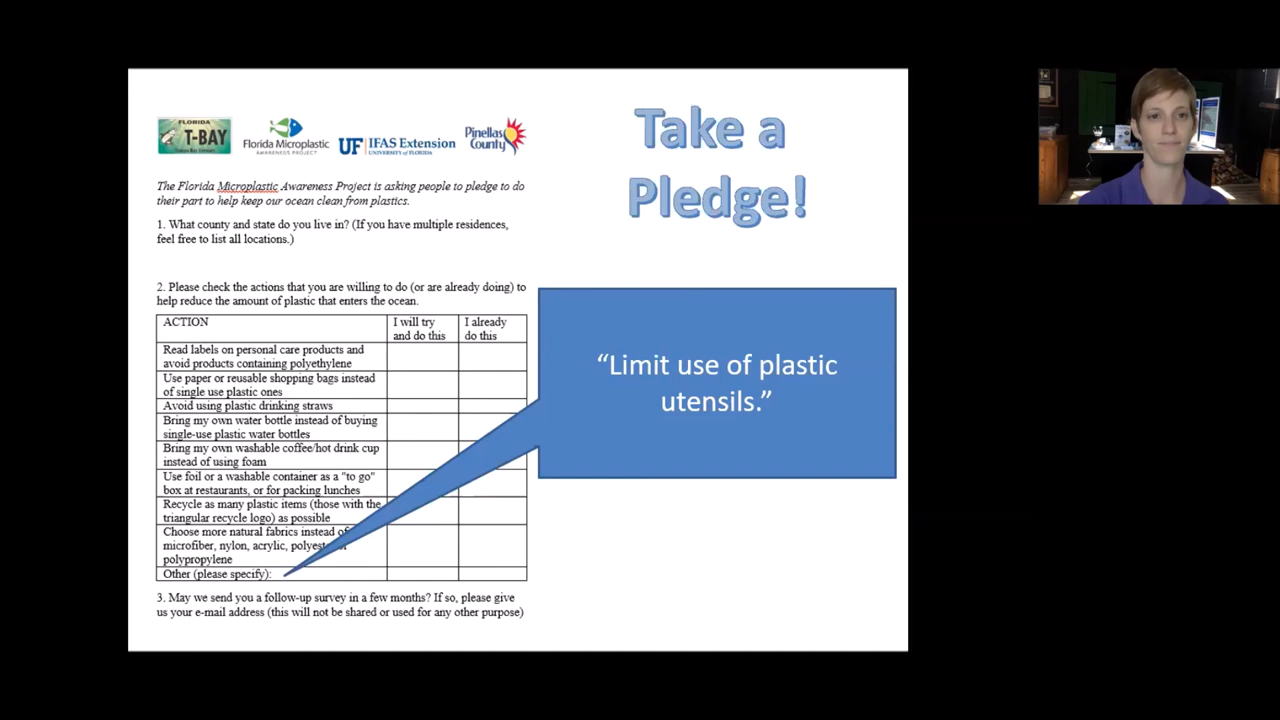 FLORIDA
T-BAY
Florida Microplastic
AWARENESS PROJECT
UF IFAS Extension
UNIVERSITY of FLORIDA
Pinellas
County
Take a
Pledge!
The Florida Microplastic Awareness Project is asking people to pledge to do
their part to help keep our ocean clean from plastics.
1. What county and state do you live in? (If you have multiple residences,
feel free to list all locations.)
2. Please check the actions that you are willing to do (or are already doing) to
help reduce the amount of plastic that enters the ocean.
ACTION
I will try
and do this
I already
do this
Read labels on personal care products and
avoid products containing polyethylene
Use paper or reusable shopping bags instead
of single use plastic ones
Avoid using plastic drinking straws
Bring my own water bottle instead of buying
single-use plastic water bottles
Bring my own washable coffee/hot drink cup
instead of using foam
Use foil or a washable container as a "to go"
box at restaurants, or for packing lunches
Recycle as many plastic items (those with the
triangular recycle logo) as possible
Choose more natural fabrics instead of
microfiber, nylon, acrylic,
polypropylene
Other (please specify):
“Limit use of plastic
utensils.”
3. May we send you a follow-up survey in a few months? If so, please give
us your e-mail address (this will not be shared or used for any other purpose)